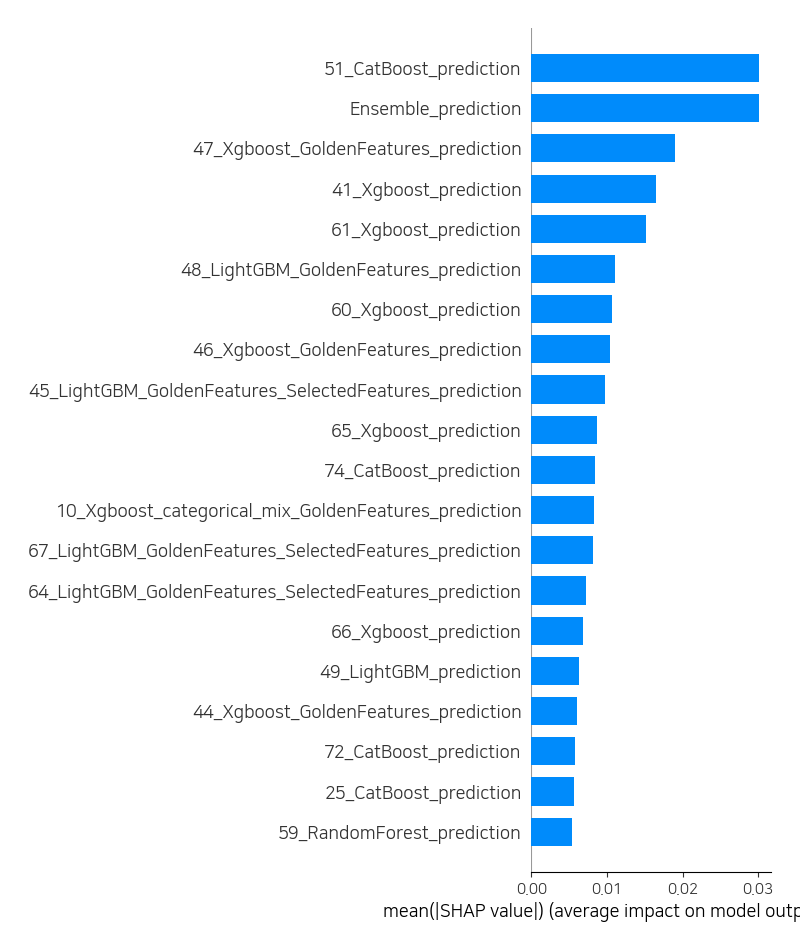 51_CatBoost_prediction
Ensemble_prediction
47_Xgboost_GoldenFeatures_prediction
41_Xgboost_prediction
61_Xgboost_prediction
48_LightGBM_GoldenFeatures_prediction
60_Xgboost_prediction
46_Xgboost_GoldenFeatures_prediction
45_LightGBM_GoldenFeatures_SelectedFeatures_prediction
65_Xgboost_prediction
74_CatBoost_prediction
10_Xgboost_categorical_mix_GoldenFeatures_prediction
67_LightGBM_GoldenFeatures_SelectedFeatures_prediction
64_LightGBM_GoldenFeatures_SelectedFeatures_prediction
66_Xgboost_prediction
49_LightGBM_prediction
44_Xgboost_GoldenFeatures_prediction
72_CatBoost_prediction
25_CatBoost_prediction
59_RandomForest_prediction
0.00 0.01 0.02 0.03
mean(|SHAP value|) (average impact on model outp